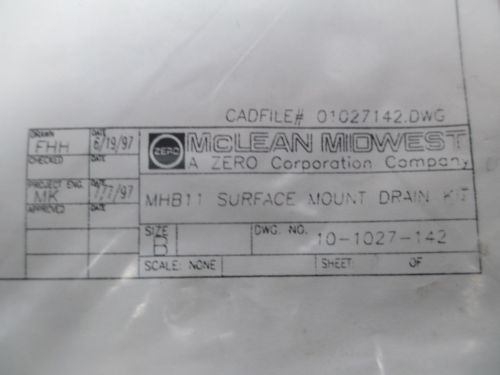 CADFILE# 01027142.DWG
DRAWN DATE
FHH 6/19/97
ZERO McLEAN MIDWEST
A ZERO Corporation Company
CHECKED DATE
PROJECT ENG. DATE
MK 7/7/97
MHB11 SURFACE MOUNT DRAIN KIT
APPROVED DATE
SIZE DWG. NO.
B 10-1027-142
SCALE: NONE SHEET OF